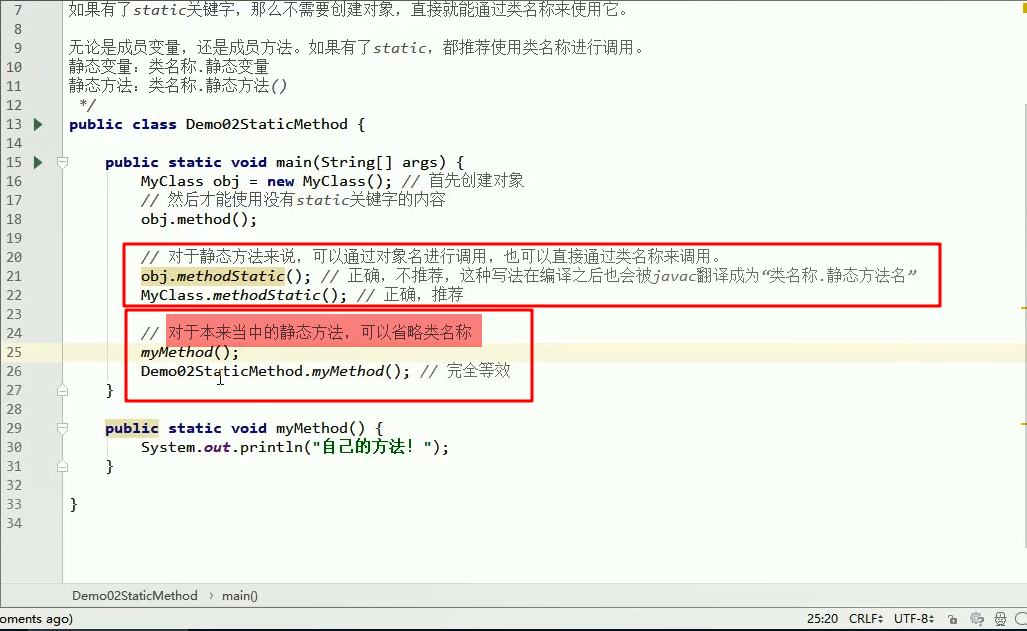 7 如果有了static关键字，那么不需要创建对象，直接就能通过类名称来使用它。
8
9 无论是成员变量，还是成员方法。如果有了static，都推荐使用类名称进行调用。
10 静态变量：类名称.静态变量
11 静态方法：类名称.静态方法()
12 */
13 public class Demo02StaticMethod {
14
15 public static void main(String[] args) {
16 MyClass obj = new MyClass(); // 首先创建对象
17 // 然后才能使用没有static关键字的内容
18 obj.method();
19
20 // 对于静态方法来说，可以通过对象名进行调用，也可以直接通过类名称来调用。
21 obj.methodStatic(); // 正确，不推荐，这种写法在编译之后也会被javac翻译成为“类名称.静态方法名”
22 MyClass.methodStatic(); // 正确，推荐
23
24 // 对于本来当中的静态方法，可以省略类名称
25 myMethod();
26 Demo02StaticMethod.myMethod(); // 完全等效
27 }
28
29 public static void myMethod() {
30 System.out.println("自己的方法！");
31 }
32
33 }
34
Demo02StaticMethod › main()
oments ago) 25:20 CRLF UTF-8